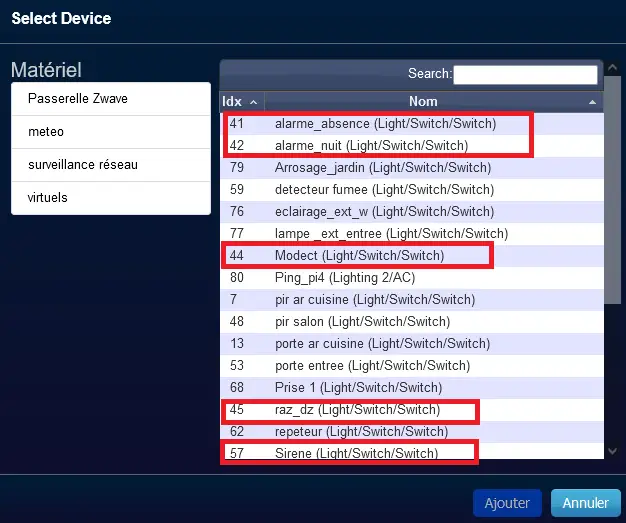 Select Device
Matériel
Passerelle Zwave
meteo
surveillance réseau
virtuels
Search:
Idx Nom
41 alarme_absence (Light/Switch/Switch)
42 alarme_nuit (Light/Switch/Switch)
79 Arrosage_jardin (Light/Switch/Switch)
59 detecteur fumee (Light/Switch/Switch)
76 eclairage_ext_w (Light/Switch/Switch)
77 lampe _ext_entree (Light/Switch/Switch)
44 Modect (Light/Switch/Switch)
80 Ping_pi4 (Lighting 2/AC)
7 pir ar cuisine (Light/Switch/Switch)
48 pir salon (Light/Switch/Switch)
13 porte ar cuisine (Light/Switch/Switch)
53 porte entree (Light/Switch/Switch)
68 Prise 1 (Light/Switch/Switch)
45 raz_dz (Light/Switch/Switch)
62 repeteur (Light/Switch/Switch)
57 Sirene (Light/Switch/Switch)
Ajouter
Annuler